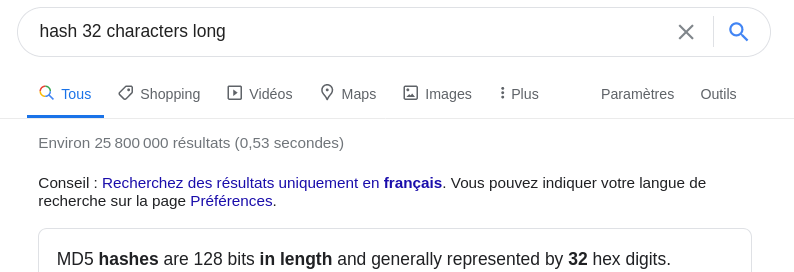 hash 32 characters long
Tous Shopping Vidéos Maps Images Plus Paramètres Outils
Environ 25 800 000 résultats (0,53 secondes)
Conseil : Recherchez des résultats uniquement en français. Vous pouvez indiquer votre langue de
recherche sur la page Préférences.
MD5 hashes are 128 bits in length and generally represented by 32 hex digits.